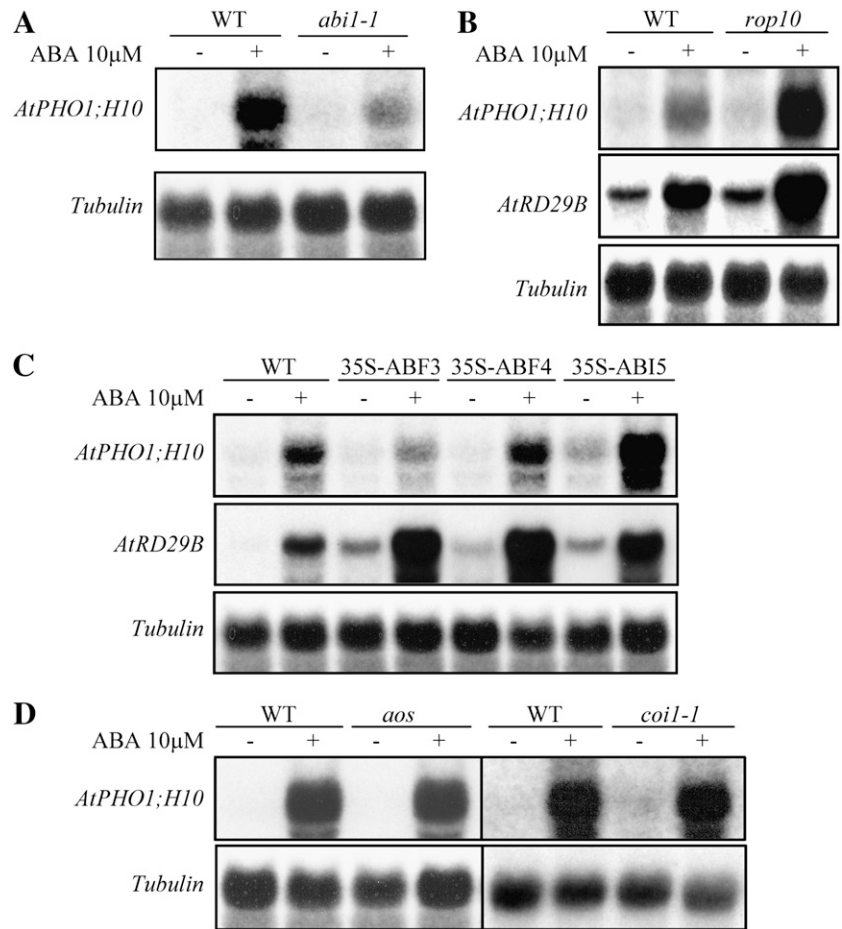 A
WT abi1-1
ABA 10μM - + - +
AtPHO1;H10
Tubulin
B
WT rop10
ABA 10μM - + - +
AtPHO1;H10
AtRD29B
Tubulin
C
WT 35S-ABF3 35S-ABF4 35S-ABI5
ABA 10μM - + - + - + - +
AtPHO1;H10
AtRD29B
Tubulin
D
WT aos WT coi1-1
ABA 10μM - + - + - + - +
AtPHO1;H10
Tubulin